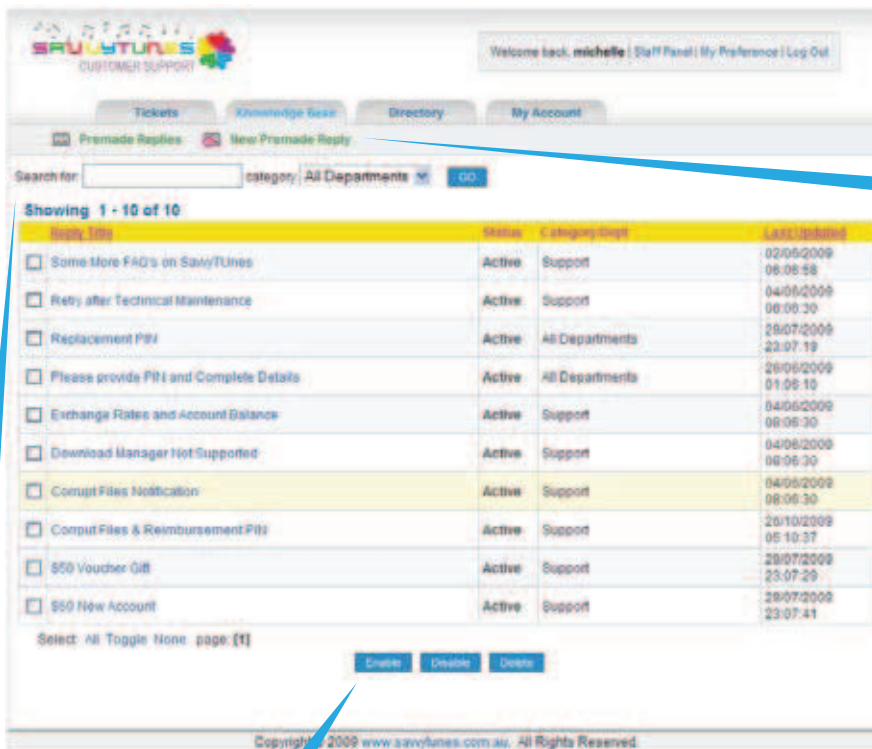 SAVVYTUNES
CUSTOMER SUPPORT
Welcome back, michelle | Staff Panel | My Preference | Log Out
Tickets Knowledge Base Directory My Account
Premade Replies New Premade Reply
Search for: category: All Departments GO
Showing 1 - 10 of 10
Reply Title Status Category/Dept Last Updated
Some More FAQ's on SavvyTUnes Active Support 02/06/2009 06:06:58
Retry after Technical Maintenance Active Support 04/06/2009 08:06:30
Replacement PIN Active All Departments 29/07/2009 23:07:19
Please provide PIN and Complete Details Active All Departments 26/06/2009 01:06:10
Exchange Rates and Account Balance Active Support 04/06/2009 08:06:30
Download Manager Not Supported Active Support 04/06/2009 08:06:30
Corrupt Files Notification Active Support 04/06/2009 08:06:30
Corrput Files & Reimbursement PIN Active Support 26/10/2009 05:10:37
$50 Voucher Gift Active Support 29/07/2009 23:07:29
$50 New Account Active Support 29/07/2009 23:07:41
Select: All Toggle None page: [1]
Enable Disable Delete
Copyright © 2009 www.savvytunes.com.au. All Rights Reserved.